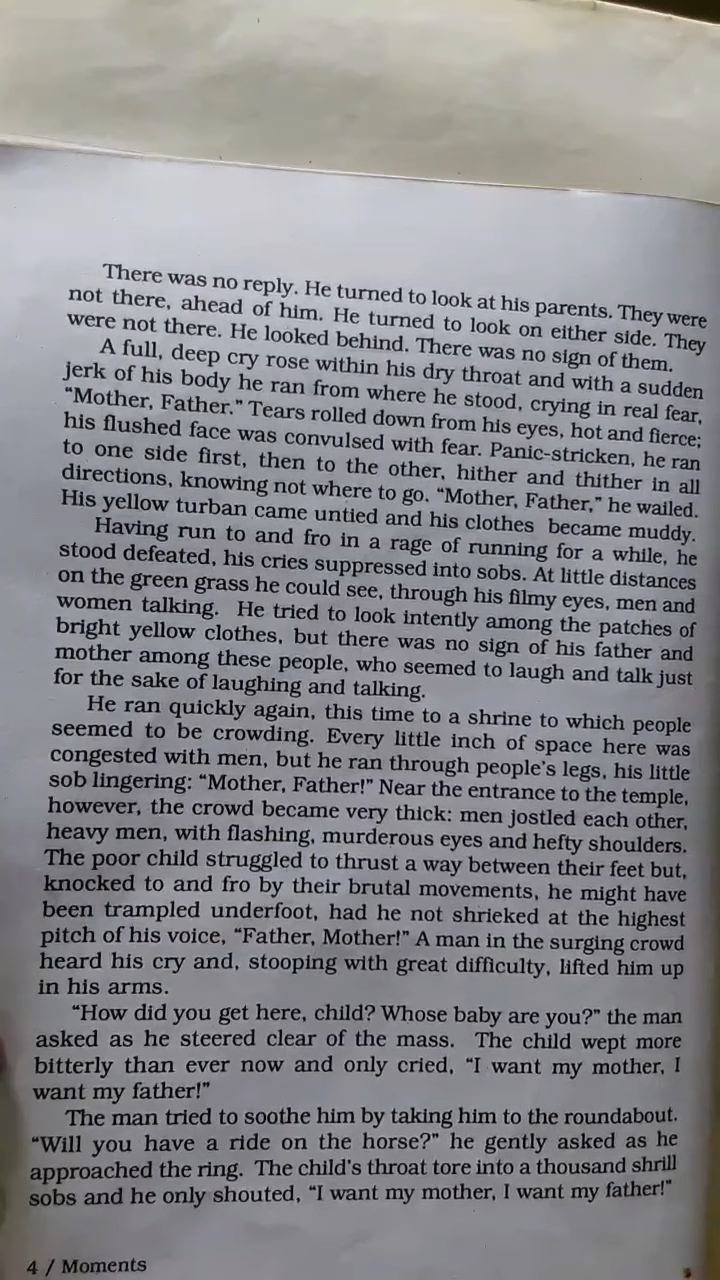 There was no reply. He turned to look at his parents. They were
not there, ahead of him. He turned to look on either side. They
were not there. He looked behind. There was no sign of them.
A full, deep cry rose within his dry throat and with a sudden
jerk of his body he ran from where he stood, crying in real fear,
“Mother, Father.” Tears rolled down from his eyes, hot and fierce;
his flushed face was convulsed with fear. Panic-stricken, he ran
to one side first, then to the other, hither and thither in all
directions, knowing not where to go. “Mother, Father,” he wailed.
His yellow turban came untied and his clothes became muddy.
Having run to and fro in a rage of running for a while, he
stood defeated, his cries suppressed into sobs. At little distances
on the green grass he could see, through his filmy eyes, men and
women talking. He tried to look intently among the patches of
bright yellow clothes, but there was no sign of his father and
mother among these people, who seemed to laugh and talk just
for the sake of laughing and talking.
He ran quickly again, this time to a shrine to which people
seemed to be crowding. Every little inch of space here was
congested with men, but he ran through people’s legs, his little
sob lingering: “Mother, Father!” Near the entrance to the temple,
however, the crowd became very thick: men jostled each other,
heavy men, with flashing, murderous eyes and hefty shoulders.
The poor child struggled to thrust a way between their feet but,
knocked to and fro by their brutal movements, he might have
been trampled underfoot, had he not shrieked at the highest
pitch of his voice, “Father, Mother!” A man in the surging crowd
heard his cry and, stooping with great difficulty, lifted him up
in his arms.
“How did you get here, child? Whose baby are you?” the man
asked as he steered clear of the mass. The child wept more
bitterly than ever now and only cried, “I want my mother, I
want my father!”
The man tried to soothe him by taking him to the roundabout.
“Will you have a ride on the horse?” he gently asked as he
approached the ring. The child’s throat tore into a thousand shrill
sobs and he only shouted, “I want my mother, I want my father!”
4 / Moments